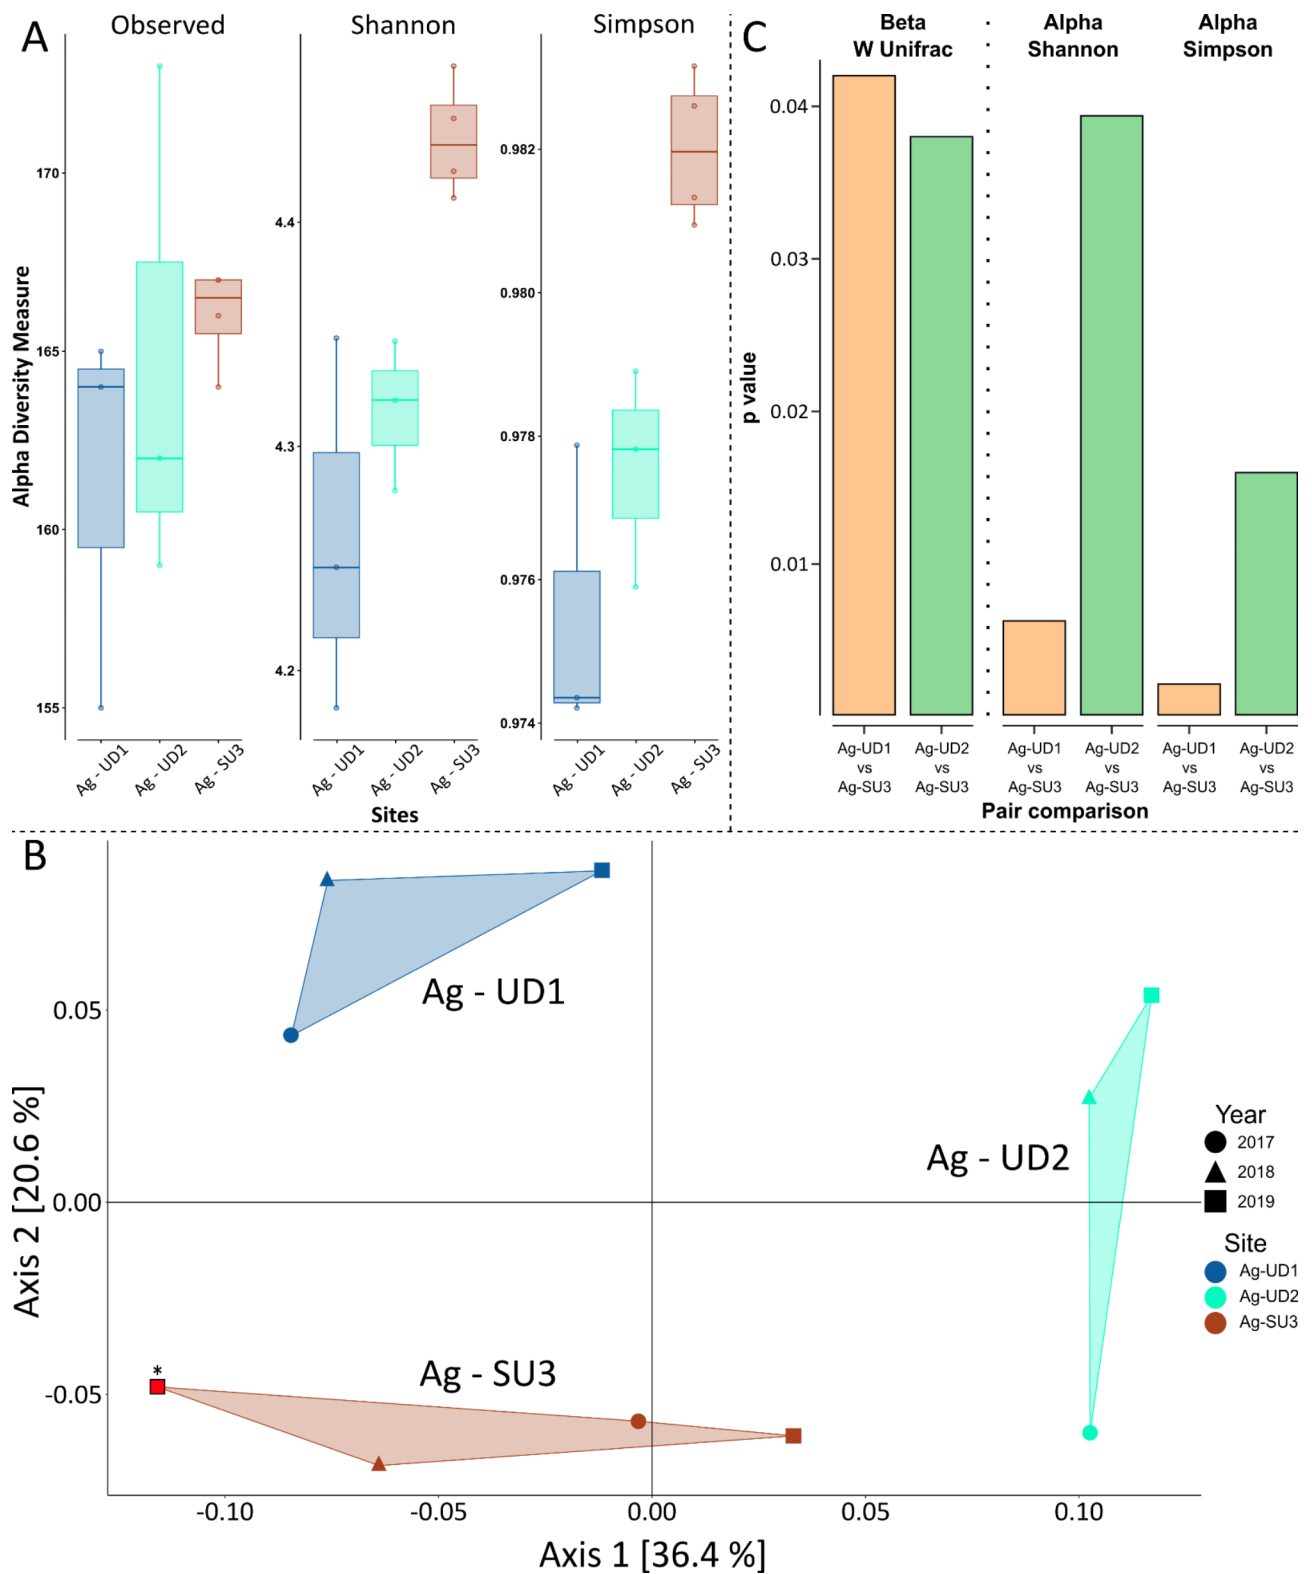 A
Observed
Shannon
Simpson
Alpha Diversity Measure
170
165
160
155
4.4
4.3
4.2
0.982
0.980
0.978
0.976
0.974
Ag - UD1
Ag - UD2
Ag - SU3
Ag - UD1
Ag - UD2
Ag - SU3
Ag - UD1
Ag - UD2
Ag - SU3
Sites
C
Beta
W Unifrac
Alpha
Shannon
Alpha
Simpson
p value
0.04
0.03
0.02
0.01
Ag-UD1
vs
Ag-SU3
Ag-UD2
vs
Ag-SU3
Ag-UD1
vs
Ag-SU3
Ag-UD2
vs
Ag-SU3
Ag-UD1
vs
Ag-SU3
Ag-UD2
vs
Ag-SU3
Pair comparison
B
Axis 2 [20.6 %]
0.05
0.00
-0.05
Ag - UD1
Ag - UD2
Ag - SU3
*
Year
2017
2018
2019
Site
Ag-UD1
Ag-UD2
Ag-SU3
-0.10
-0.05
0.00
0.05
0.10
Axis 1 [36.4 %]